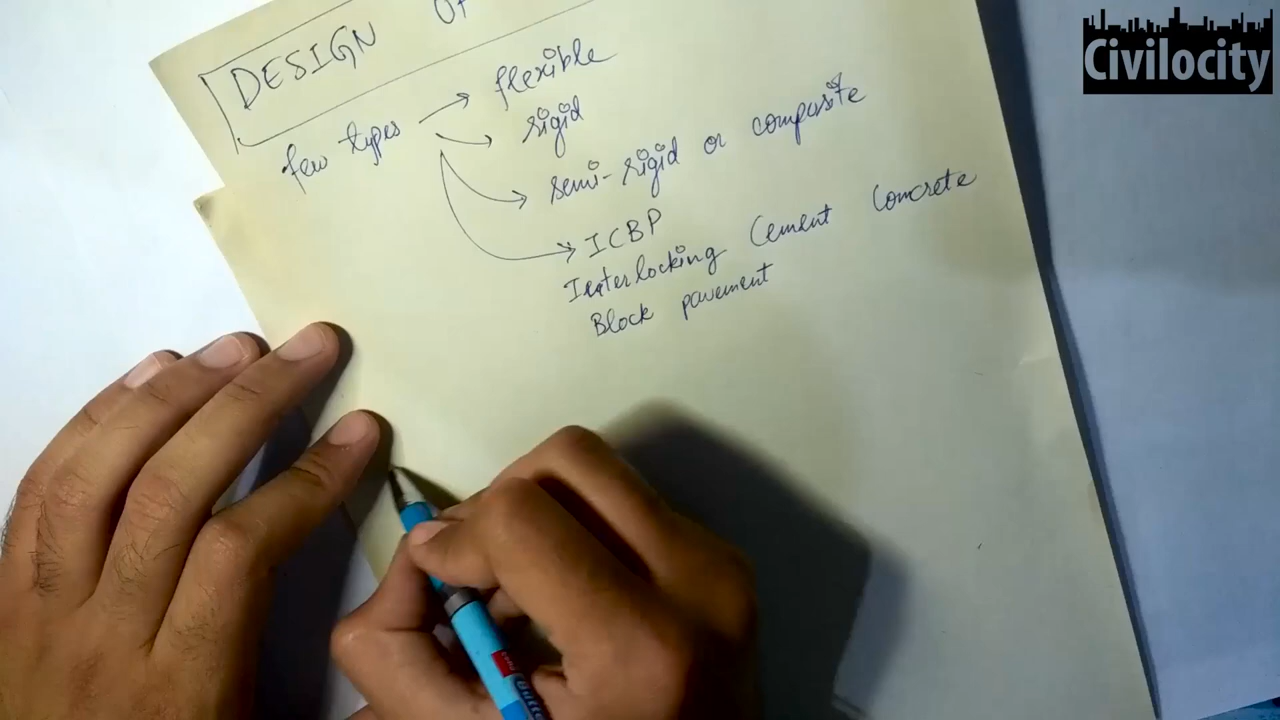 Civilocity
DESIGN OF
few types
flexible
rigid
semi-rigid or composite
ICBP
Interlocking Cement Concrete
Block pavement